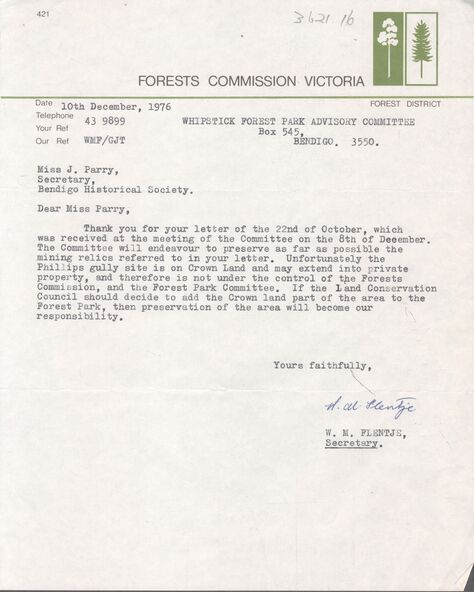 421
3621.16
FORESTS COMMISSION VICTORIA
FOREST DISTRICT
Date 10th December, 1976
Telephone 43 9899
Your Ref
Our Ref WMF/GJT
WHIPSTICK FOREST PARK ADVISORY COMMITTEE
Box 545,
BENDIGO. 3550.
Miss J. Parry,
Secretary,
Bendigo Historical Society.
Dear Miss Parry,
Thank you for your letter of the 22nd of October, which
was received at the meeting of the Committee on the 8th of December.
The Committee will endeavour to preserve as far as possible the
mining relics referred to in your letter. Unfortunately the
Phillips gully site is on Crown Land and may extend into private
property, and therefore is not under the control of the Forests
Commission, and the Forest Park Committee. If the Land Conservation
Council should decide to add the Crown land part of the area to the
Forest Park, then preservation of the area will become our
responsibility.
Yours faithfully,
W. M. Flentje
W. M. FLENTJE,
Secretary.